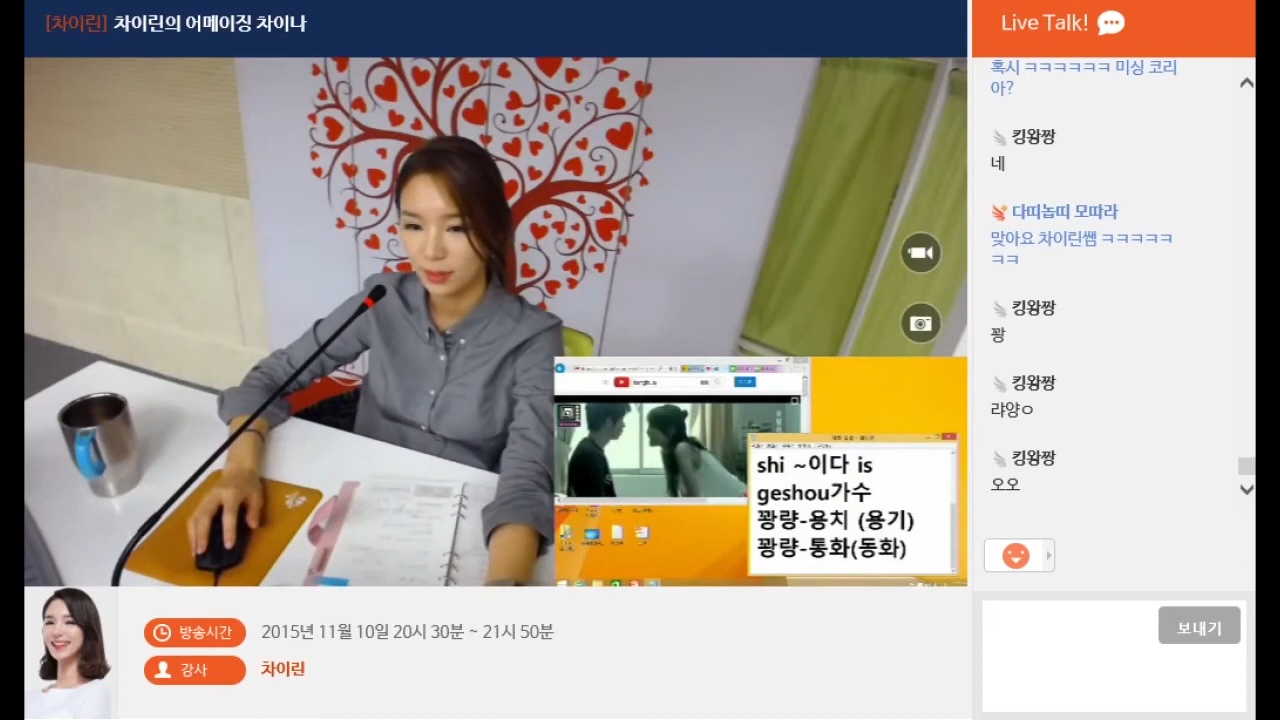 [차이린] 차이린의 어메이징 차이나
Live Talk!
혹시 ㅋㅋㅋㅋㅋㅋ 미싱 코리
아?
킹왕짱
네
다띠놉띠 모따라
맞아요 차이린쌤 ㅋㅋㅋㅋㅋ
ㅋㅋ
킹왕짱
꽝
킹왕짱
랴양ㅇ
킹왕짱
오오
shi ~이다 is
geshou가수
꽝량-용치 (용기)
꽝량-통화(동화)
방송시간 2015년 11월 10일 20시 30분 ~ 21시 50분
강사 차이린
보내기